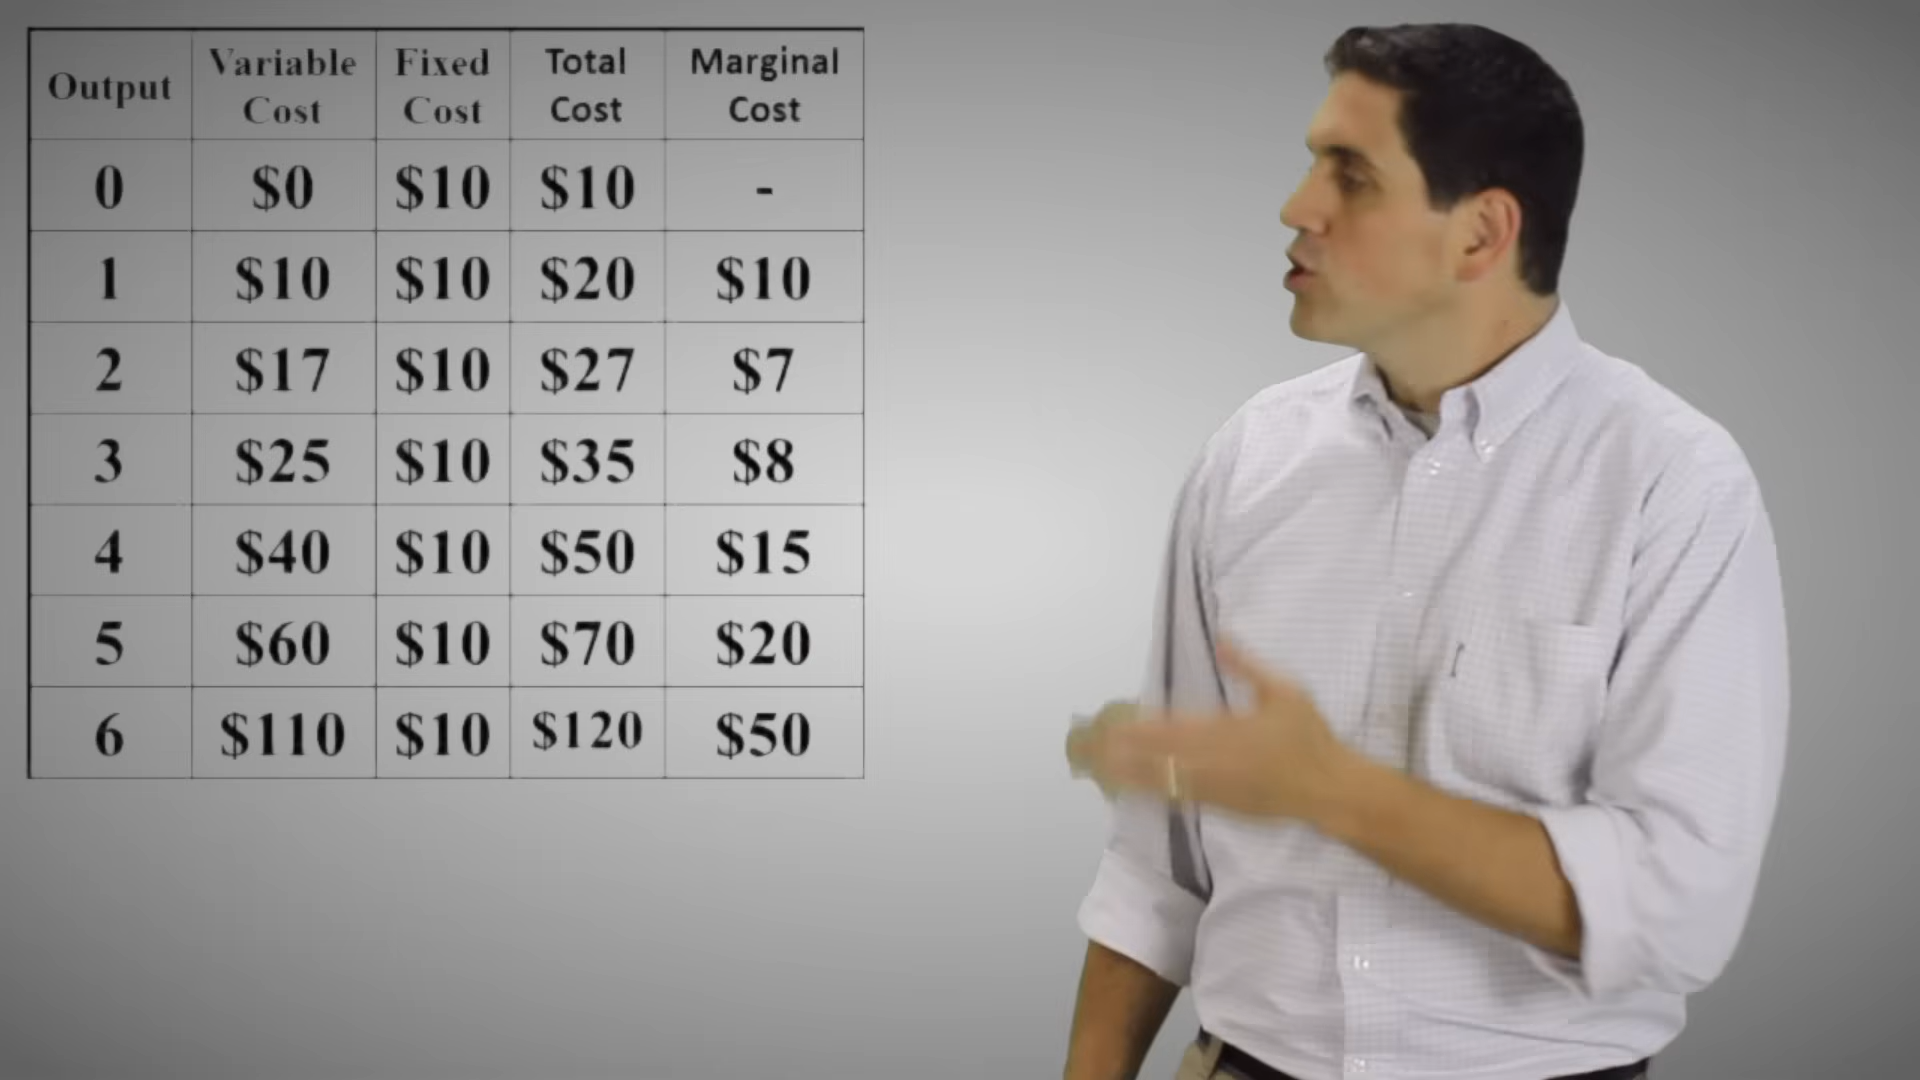 Output Variable Cost Fixed Cost Total Cost Marginal Cost
0 $0 $10 $10 -
1 $10 $10 $20 $10
2 $17 $10 $27 $7
3 $25 $10 $35 $8
4 $40 $10 $50 $15
5 $60 $10 $70 $20
6 $110 $10 $120 $50